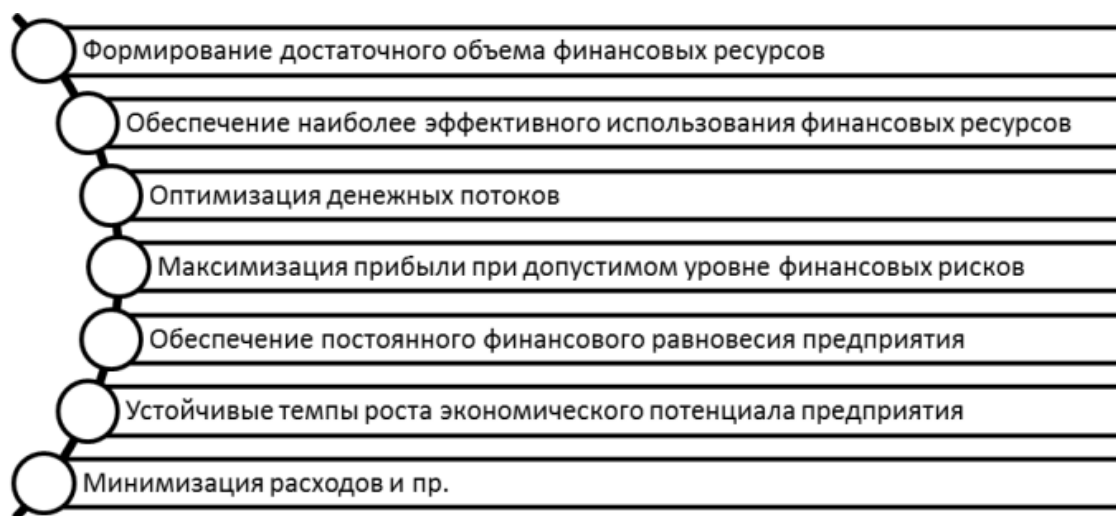 Формирование достаточного объема финансовых ресурсов
Обеспечение наиболее эффективного использования финансовых ресурсов
Оптимизация денежных потоков
Максимизация прибыли при допустимом уровне финансовых рисков
Обеспечение постоянного финансового равновесия предприятия
Устойчивые темпы роста экономического потенциала предприятия
Минимизация расходов и пр.